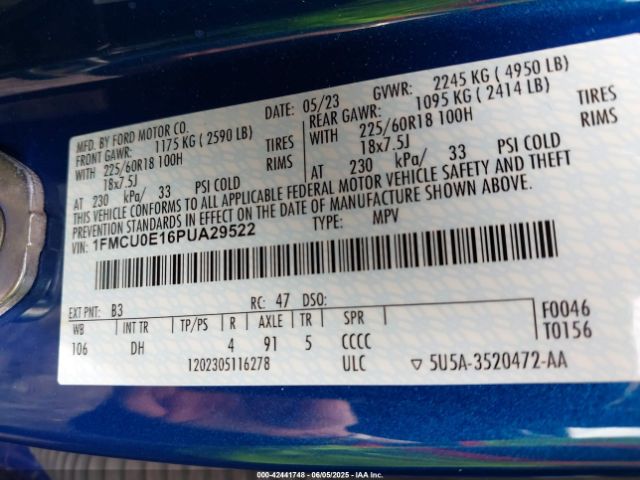 MFD. BY FORD MOTOR CO.
DATE: 05/23 GVWR: 2245 KG ( 4950 LB)
FRONT GAWR: 1175 KG ( 2590 LB) REAR GAWR: 1095 KG ( 2414 LB)
WITH 225/60R18 100H TIRES WITH 225/60R18 100H TIRES
18x7.5J RIMS 18x7.5J RIMS
AT 230 kPa/ 33 PSI COLD AT 230 kPa/ 33 PSI COLD
THIS VEHICLE CONFORMS TO ALL APPLICABLE FEDERAL MOTOR VEHICLE SAFETY AND THEFT
PREVENTION STANDARDS IN EFFECT ON THE DATE OF MANUFACTURE SHOWN ABOVE.
VIN: 1FMCU0E16PUA29522 TYPE: MPV
EXT PNT: B3 RC: 47 DSO:
WB INT TR TP/PS R AXLE TR SPR F0046
106 DH 4 91 5 CCCC T0156
1202305116278 ULC ▽ 5U5A-3520472-AA
000-42441748 - 06/05/2025 - IAA Inc.